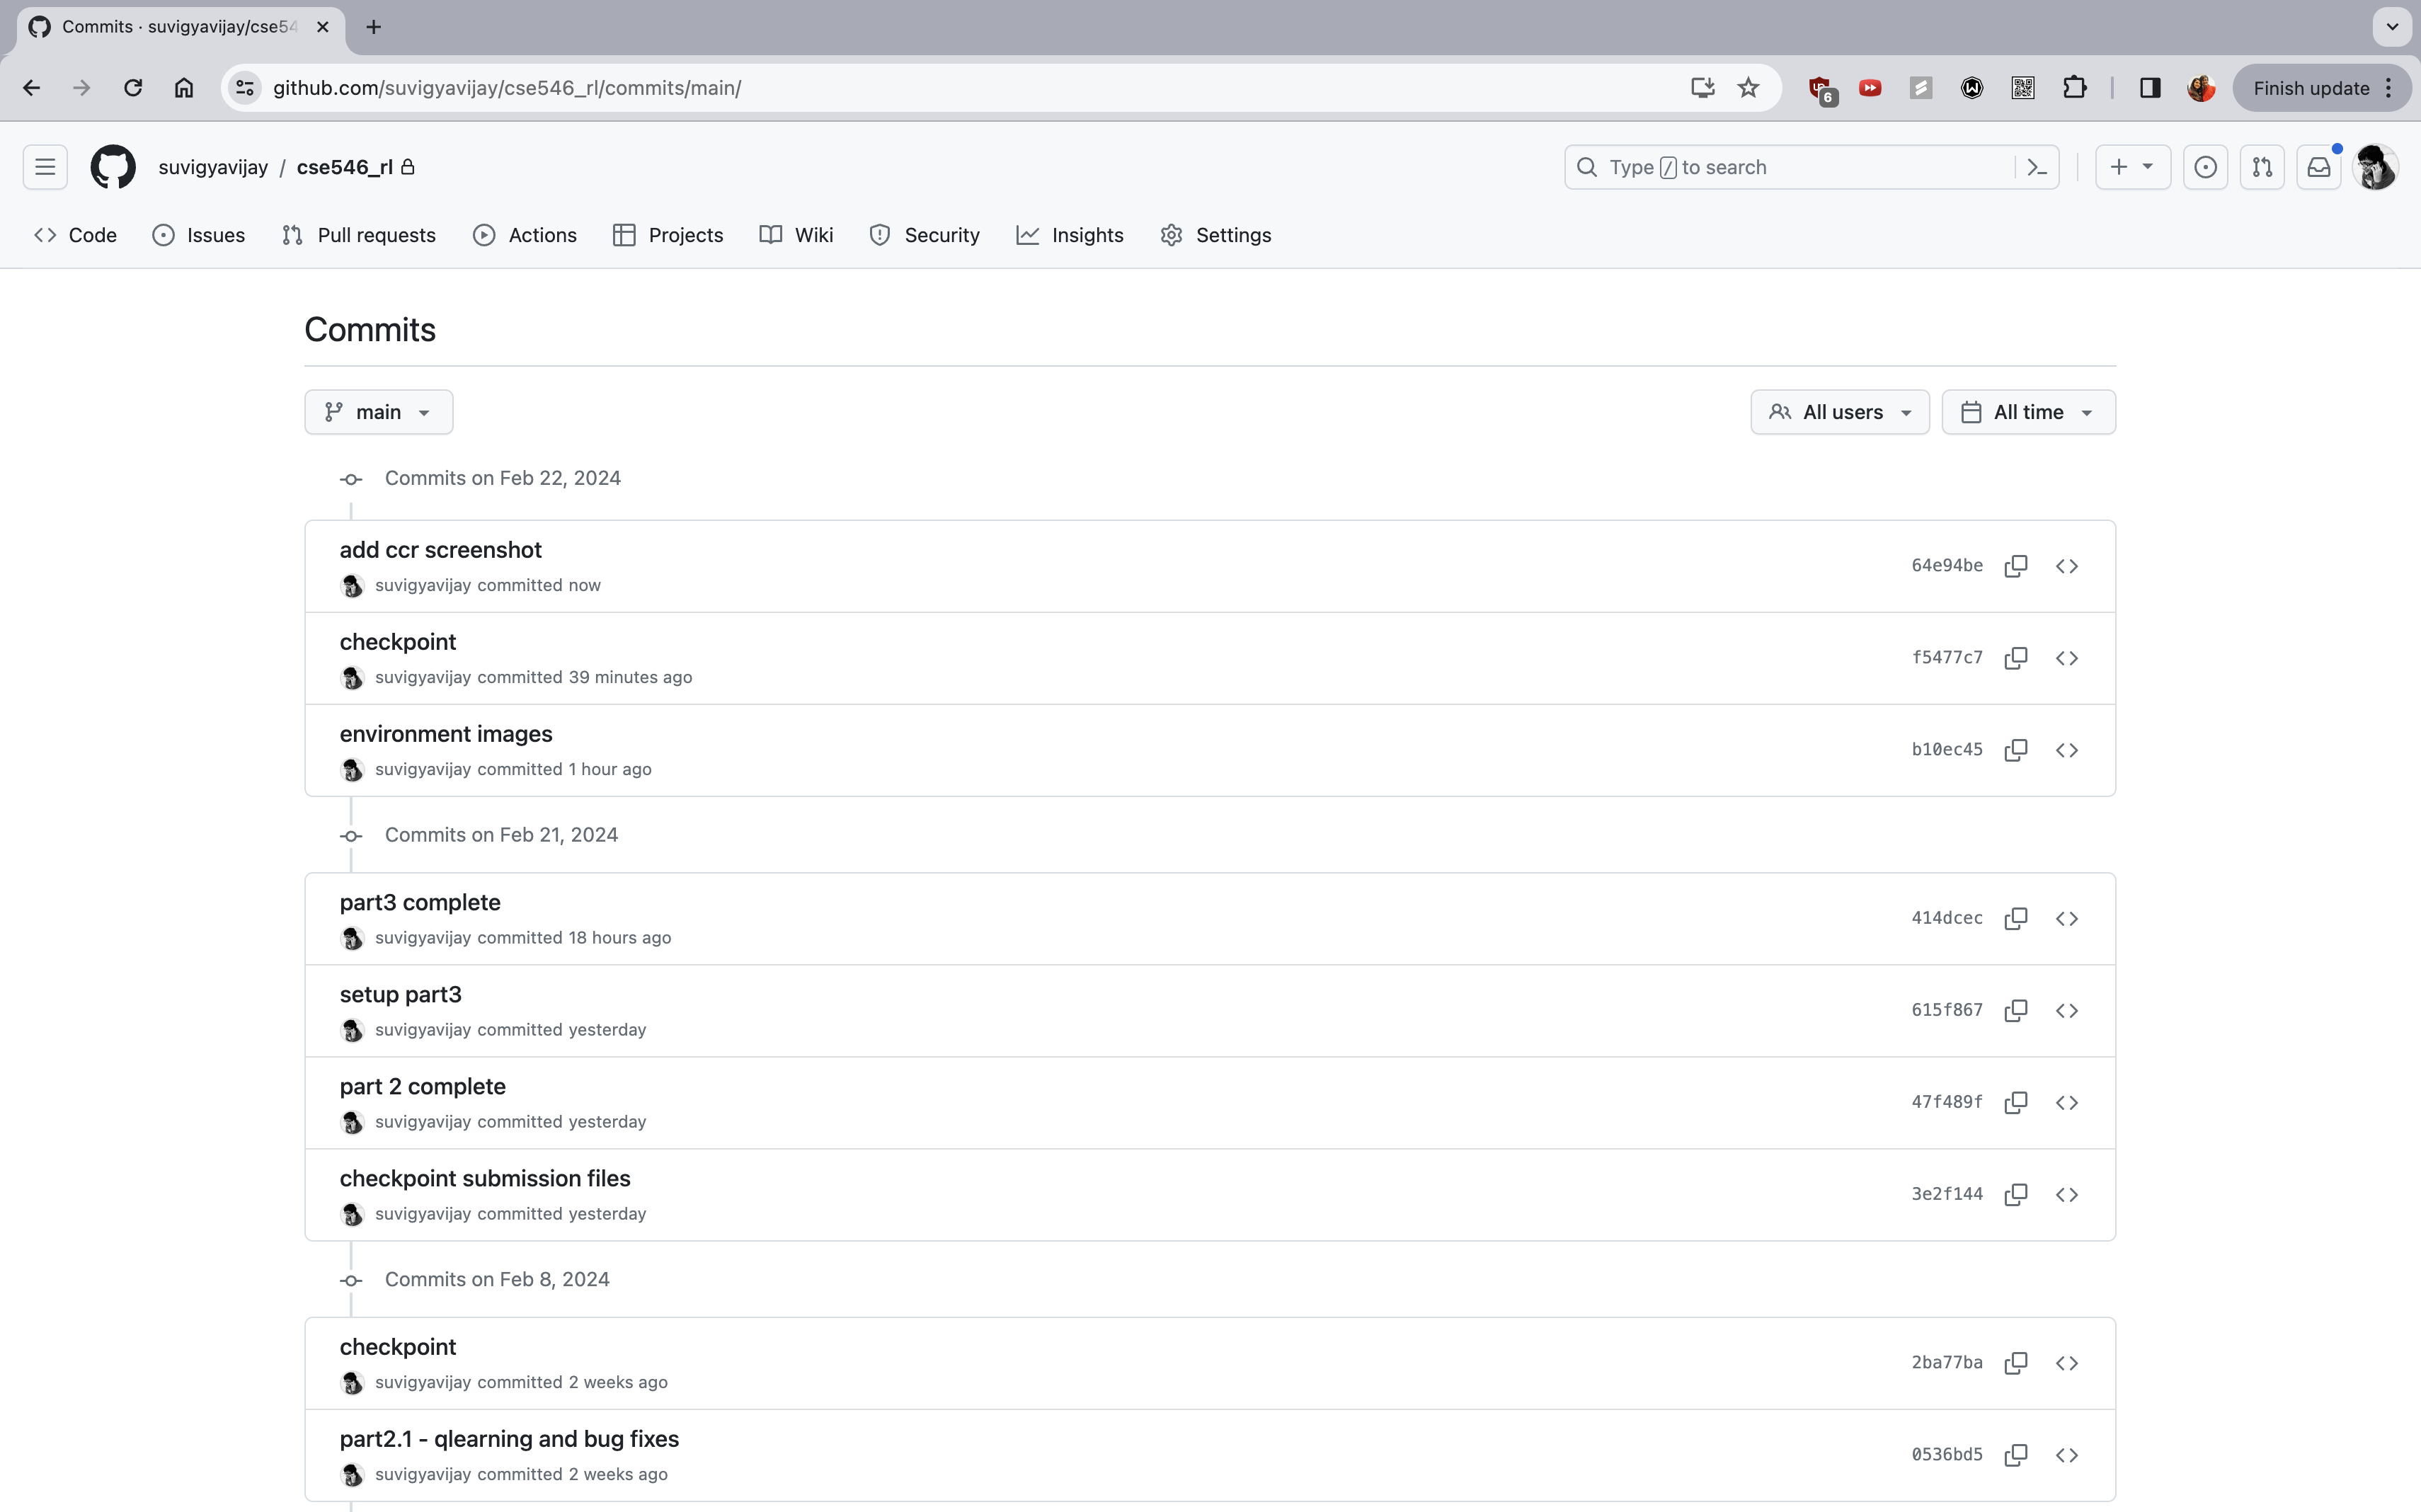 Commits · suvigyavijay/cse54
github.com/suvigyavijay/cse546_rl/commits/main/
6
Finish update
suvigyavijay / cse546_rl
Type / to search
Code Issues Pull requests Actions Projects Wiki Security Insights Settings
Commits
main
All users All time
Commits on Feb 22, 2024
add ccr screenshot
64e94be
suvigyavijay committed now
checkpoint
f5477c7
suvigyavijay committed 39 minutes ago
environment images
b10ec45
suvigyavijay committed 1 hour ago
Commits on Feb 21, 2024
part3 complete
414dcec
suvigyavijay committed 18 hours ago
setup part3
615f867
suvigyavijay committed yesterday
part 2 complete
47f489f
suvigyavijay committed yesterday
checkpoint submission files
3e2f144
suvigyavijay committed yesterday
Commits on Feb 8, 2024
checkpoint
2ba77ba
suvigyavijay committed 2 weeks ago
part2.1 - qlearning and bug fixes
0536bd5
suvigyavijay committed 2 weeks ago